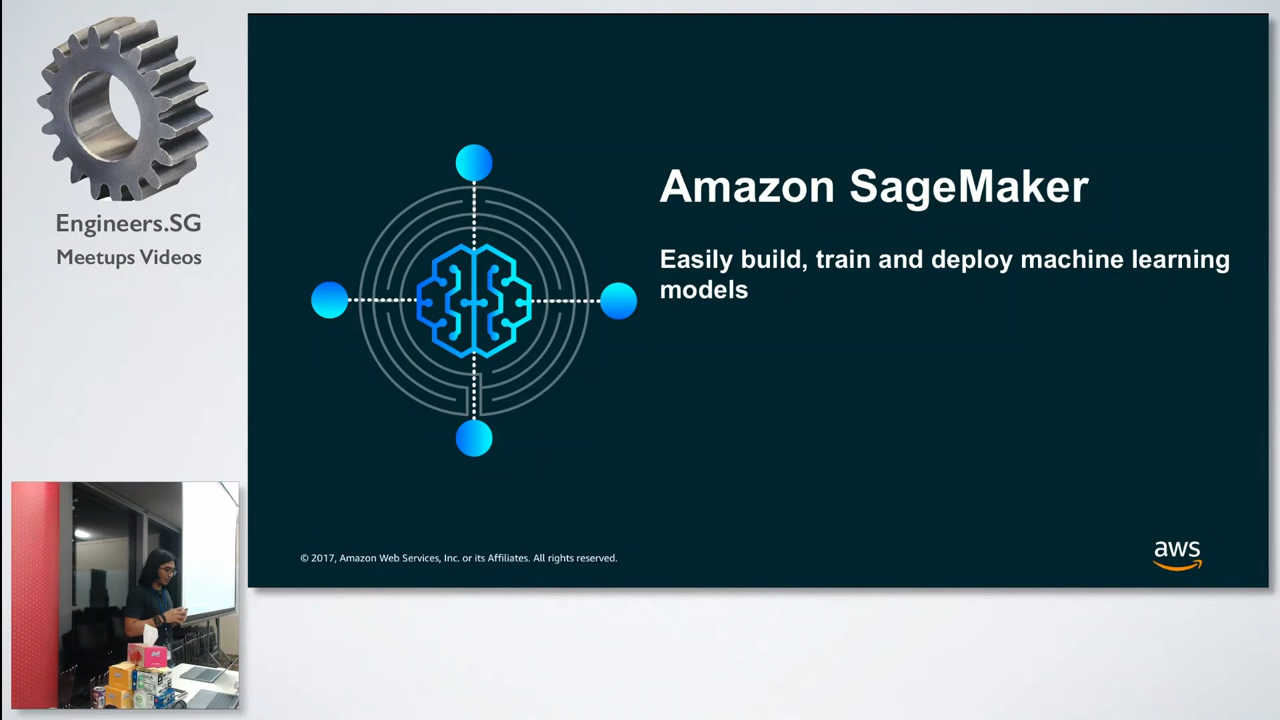 Engineers.SG
Meetups Videos
Amazon SageMaker
Easily build, train and deploy machine learning
models
© 2017, Amazon Web Services, Inc. or its Affiliates. All rights reserved.
aws